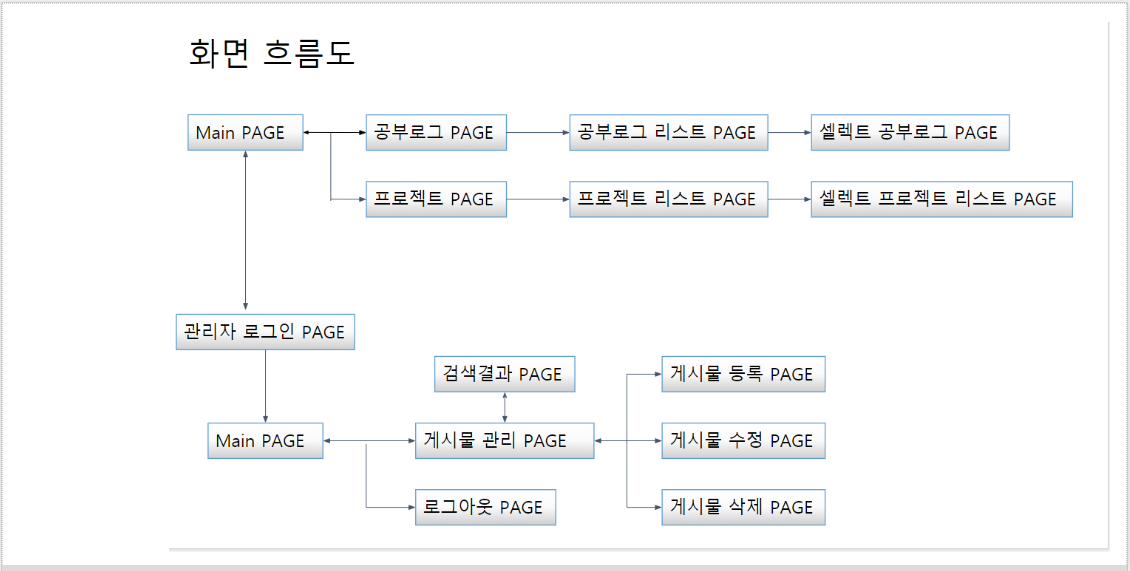 화면 흐름도
Main PAGE
공부로그 PAGE
공부로그 리스트 PAGE
셀렉트 공부로그 PAGE
프로젝트 PAGE
프로젝트 리스트 PAGE
셀렉트 프로젝트 리스트 PAGE
관리자 로그인 PAGE
검색결과 PAGE
게시물 등록 PAGE
Main PAGE
게시물 관리 PAGE
게시물 수정 PAGE
로그아웃 PAGE
게시물 삭제 PAGE